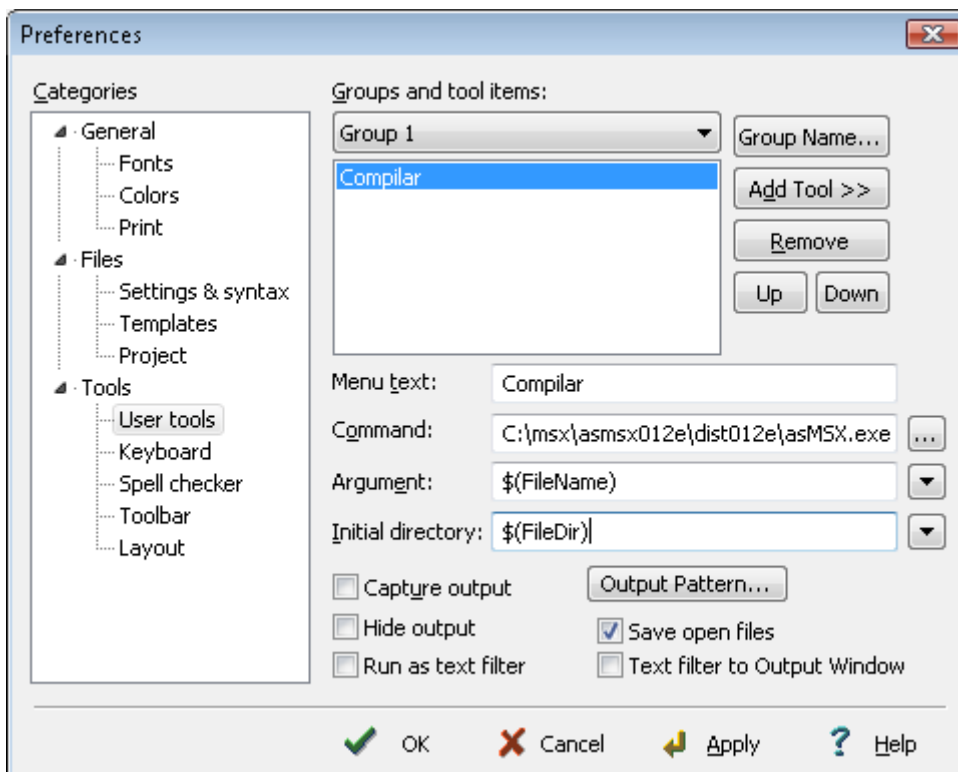 Preferences
Categories
General
Fonts
Colors
Print
Files
Settings & syntax
Templates
Project
Tools
User tools
Keyboard
Spell checker
Toolbar
Layout
Groups and tool items:
Group 1
Group Name...
Compilar
Add Tool >>
Remove
Up
Down
Menu text:
Compilar
Command:
C:\msx\asmsx012e\dist012e\asMSX.exe
...
Argument:
$(FileName)
Initial directory:
$(FileDir)
Capture output
Output Pattern...
Hide output
Save open files
Run as text filter
Text filter to Output Window
OK
Cancel
Apply
Help